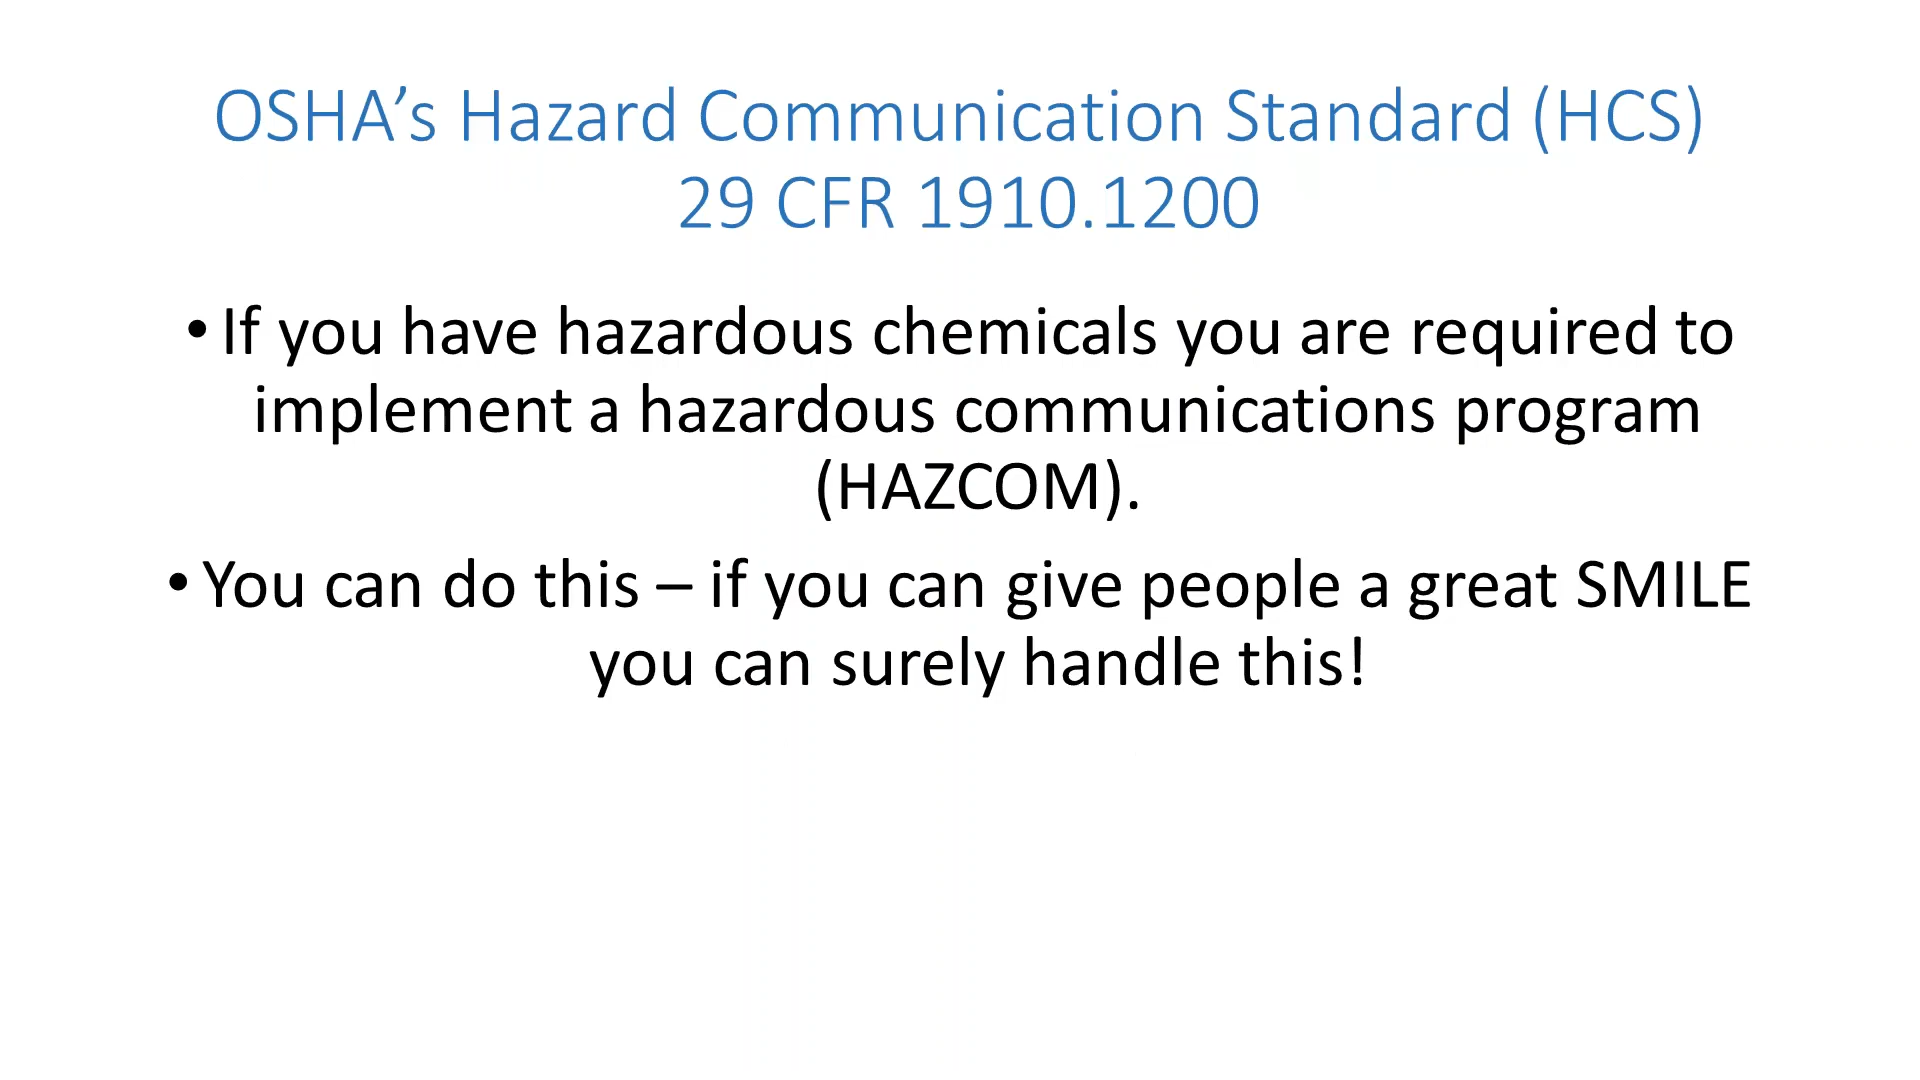 OSHA’s Hazard Communication Standard (HCS)
29 CFR 1910.1200
• If you have hazardous chemicals you are required to
implement a hazardous communications program
(HAZCOM).
• You can do this – if you can give people a great SMILE
you can surely handle this!